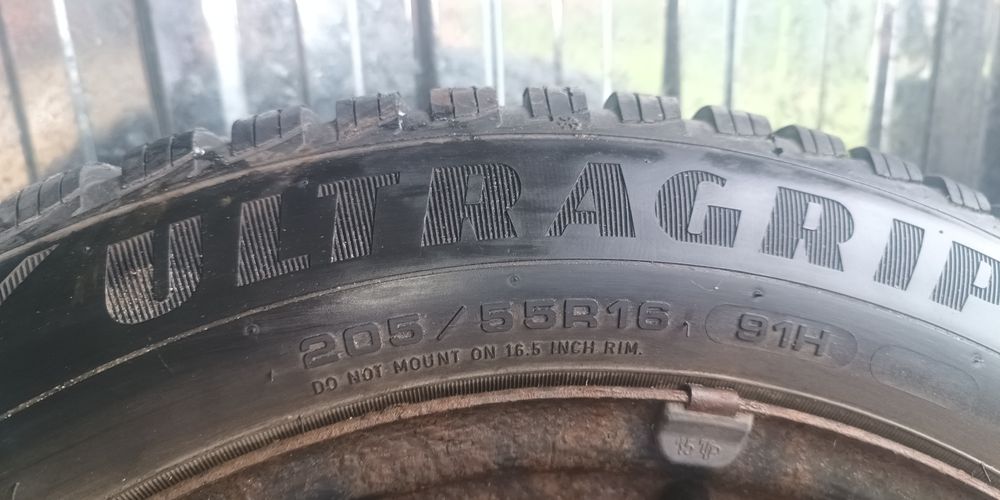 ULTRAGRIP
205/55R16 91H
DO NOT MOUNT ON 16.5 INCH RIM.